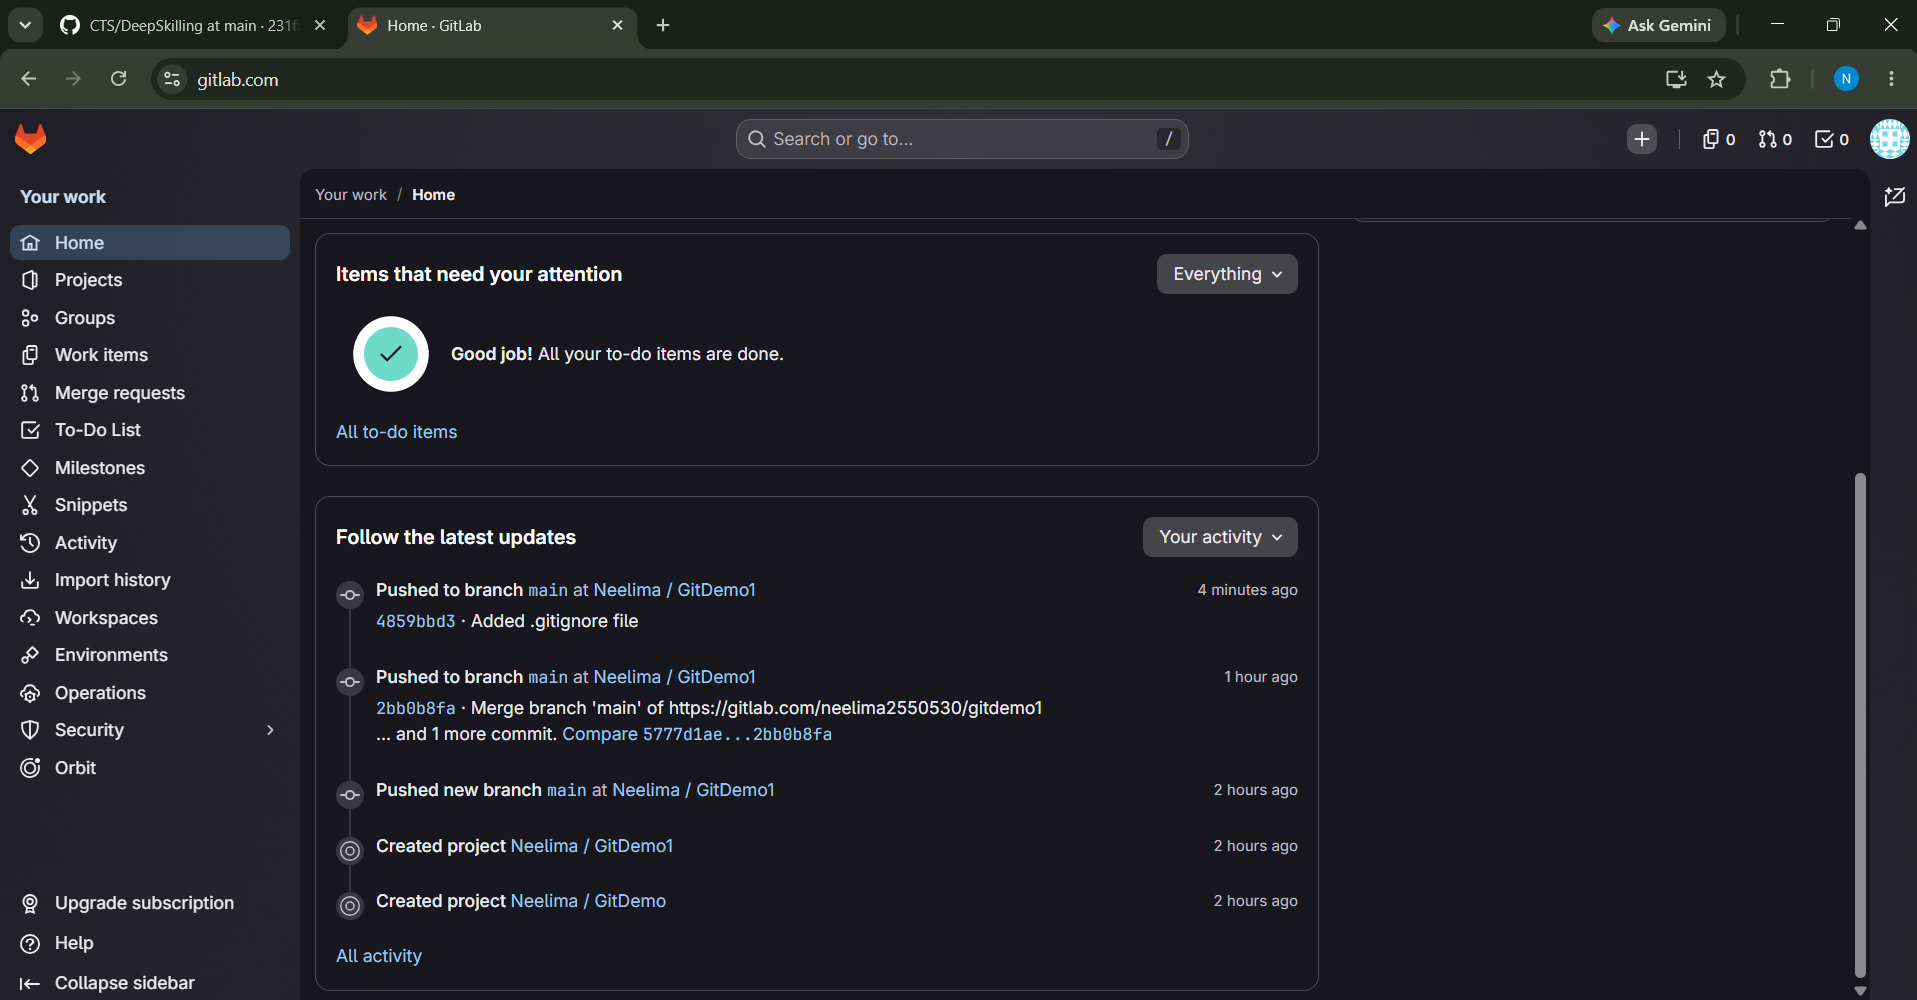 CTS/DeepSkilling at main · 231f
Home · GitLab
Ask Gemini
gitlab.com
N
Search or go to...
/
0
0
0
Your work
Your work / Home
Home
Projects
Groups
Work items
Merge requests
To-Do List
Milestones
Snippets
Activity
Import history
Workspaces
Environments
Operations
Security
Orbit
Upgrade subscription
Help
Collapse sidebar
Items that need your attention
Everything
Good job! All your to-do items are done.
All to-do items
Follow the latest updates
Your activity
Pushed to branch main at Neelima / GitDemo1
4 minutes ago
4859bbd3 · Added .gitignore file
Pushed to branch main at Neelima / GitDemo1
1 hour ago
2bb0b8fa · Merge branch 'main' of https://gitlab.com/neelima2550530/gitdemo1
... and 1 more commit. Compare 5777d1ae...2bb0b8fa
Pushed new branch main at Neelima / GitDemo1
2 hours ago
Created project Neelima / GitDemo1
2 hours ago
Created project Neelima / GitDemo
2 hours ago
All activity